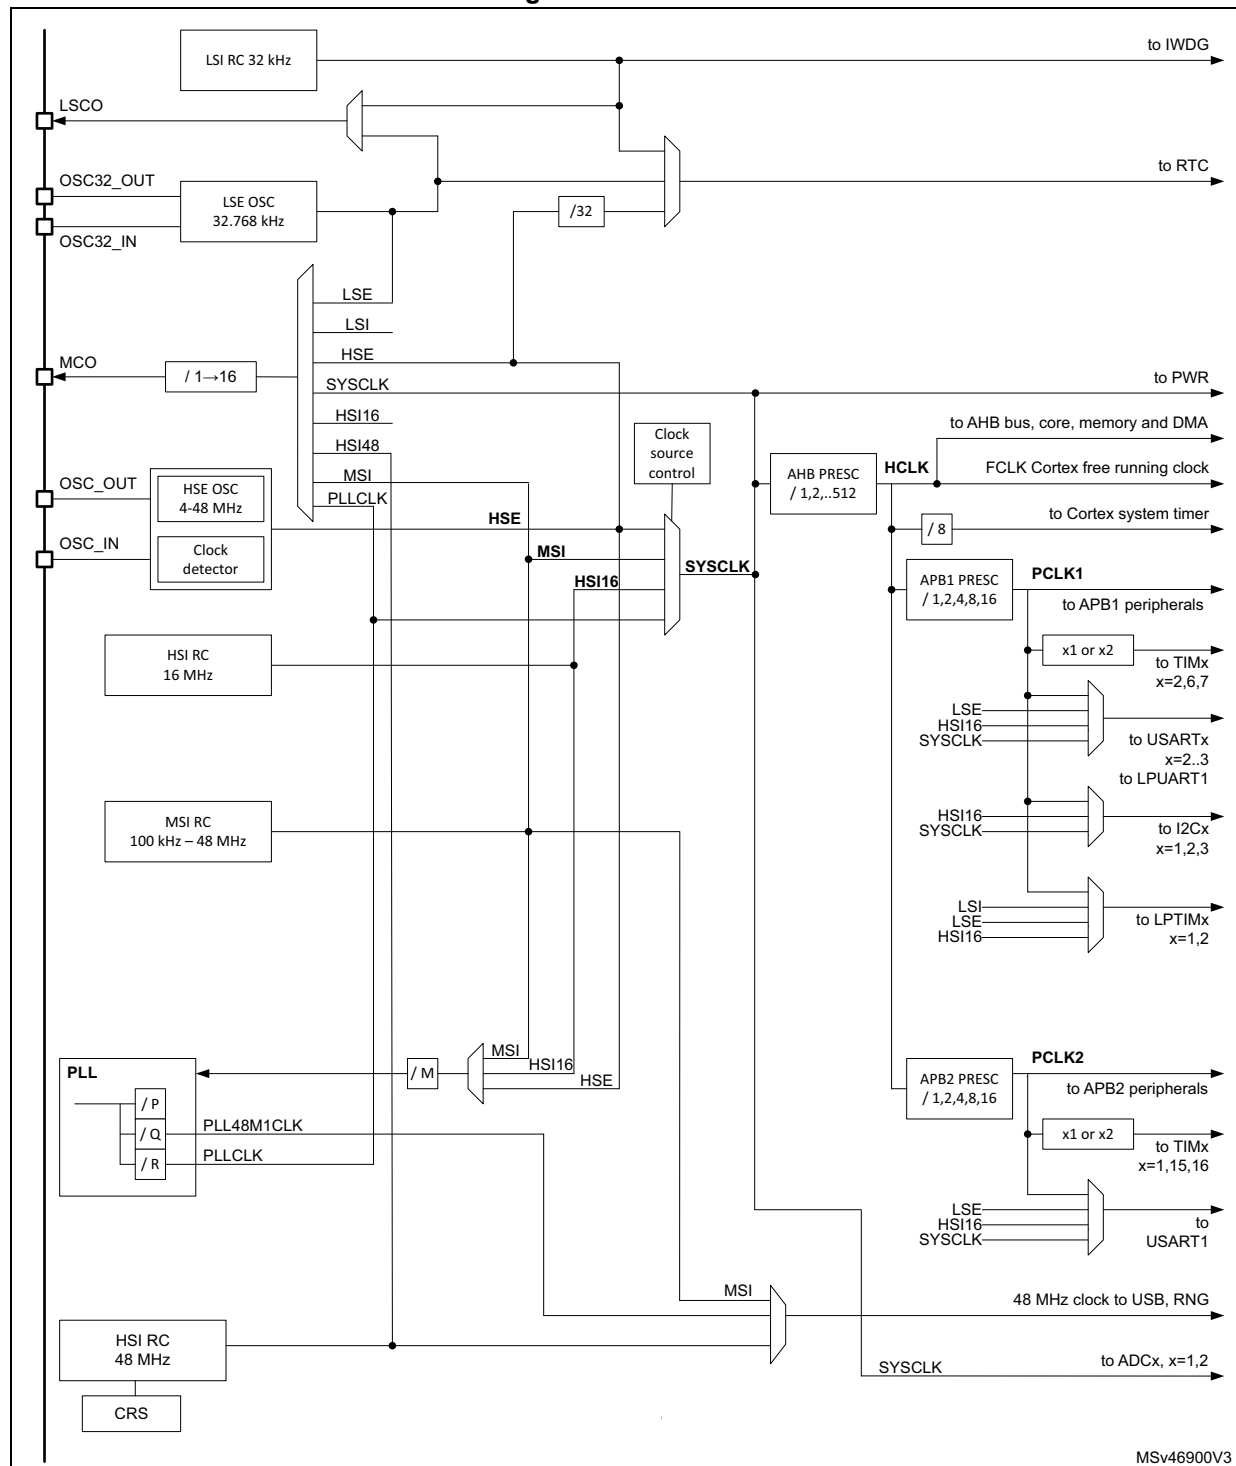 LSI RC 32 kHz
to IWDG
LSCO
OSC32_OUT
to RTC
LSE OSC
32.768 kHz
/32
OSC32_IN
LSE
LSI
MCO
HSE
/ 1→16
SYSCLK
to PWR
HSI16
to AHB bus, core, memory and DMA
Clock
source
control
HSI48
AHB PRESC
/ 1,2,..512
HCLK
FCLK Cortex free running clock
MSI
OSC_OUT
HSE OSC
4-48 MHz
PLLCLK
HSE
to Cortex system timer
/ 8
OSC_IN
Clock
detector
MSI
SYSCLK
HSI16
APB1 PRESC
/ 1,2,4,8,16
PCLK1
to APB1 peripherals
HSI RC
16 MHz
x1 or x2
to TIMx
x=2,6,7
LSE
HSI16
SYSCLK
to USARTx
x=2..3
to LPUART1
MSI RC
100 kHz – 48 MHz
HSI16
SYSCLK
to I2Cx
x=1,2,3
LSI
LSE
HSI16
to LPTIMx
x=1,2
MSI
HSI16
HSE
/ M
PLL
/ P
/ Q
/ R
PLL48M1CLK
PLLCLK
APB2 PRESC
/ 1,2,4,8,16
PCLK2
to APB2 peripherals
x1 or x2
to TIMx
x=1,15,16
LSE
HSI16
SYSCLK
to
USART1
MSI
48 MHz clock to USB, RNG
HSI RC
48 MHz
SYSCLK
to ADCx, x=1,2
CRS
MSv46900V3